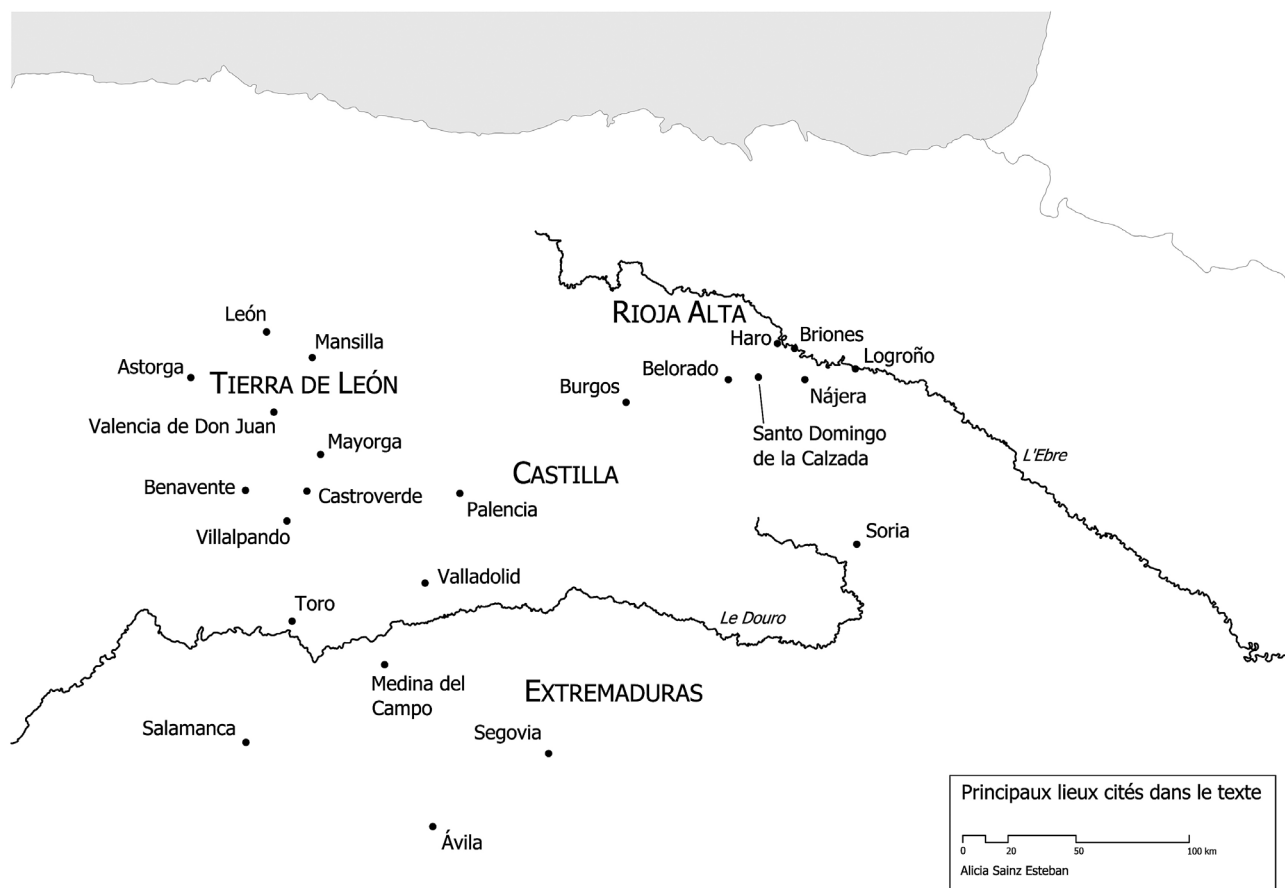 RIOJA ALTA
León
Mansilla
Haro
Briones
Logroño
Astorga
TIERRA DE LEÓN
Belorado
Burgos
Nájera
Valencia de Don Juan
Santo Domingo
de la Calzada
Mayorga
L'Ebre
CASTILLA
Benavente
Castroverde
Palencia
Villalpando
Soria
Valladolid
Toro
Le Douro
Medina del
Campo
EXTREMADURAS
Salamanca
Segovia
Ávila
Principaux lieux cités dans le texte
0 20 50 100 km
Alicia Sainz Esteban